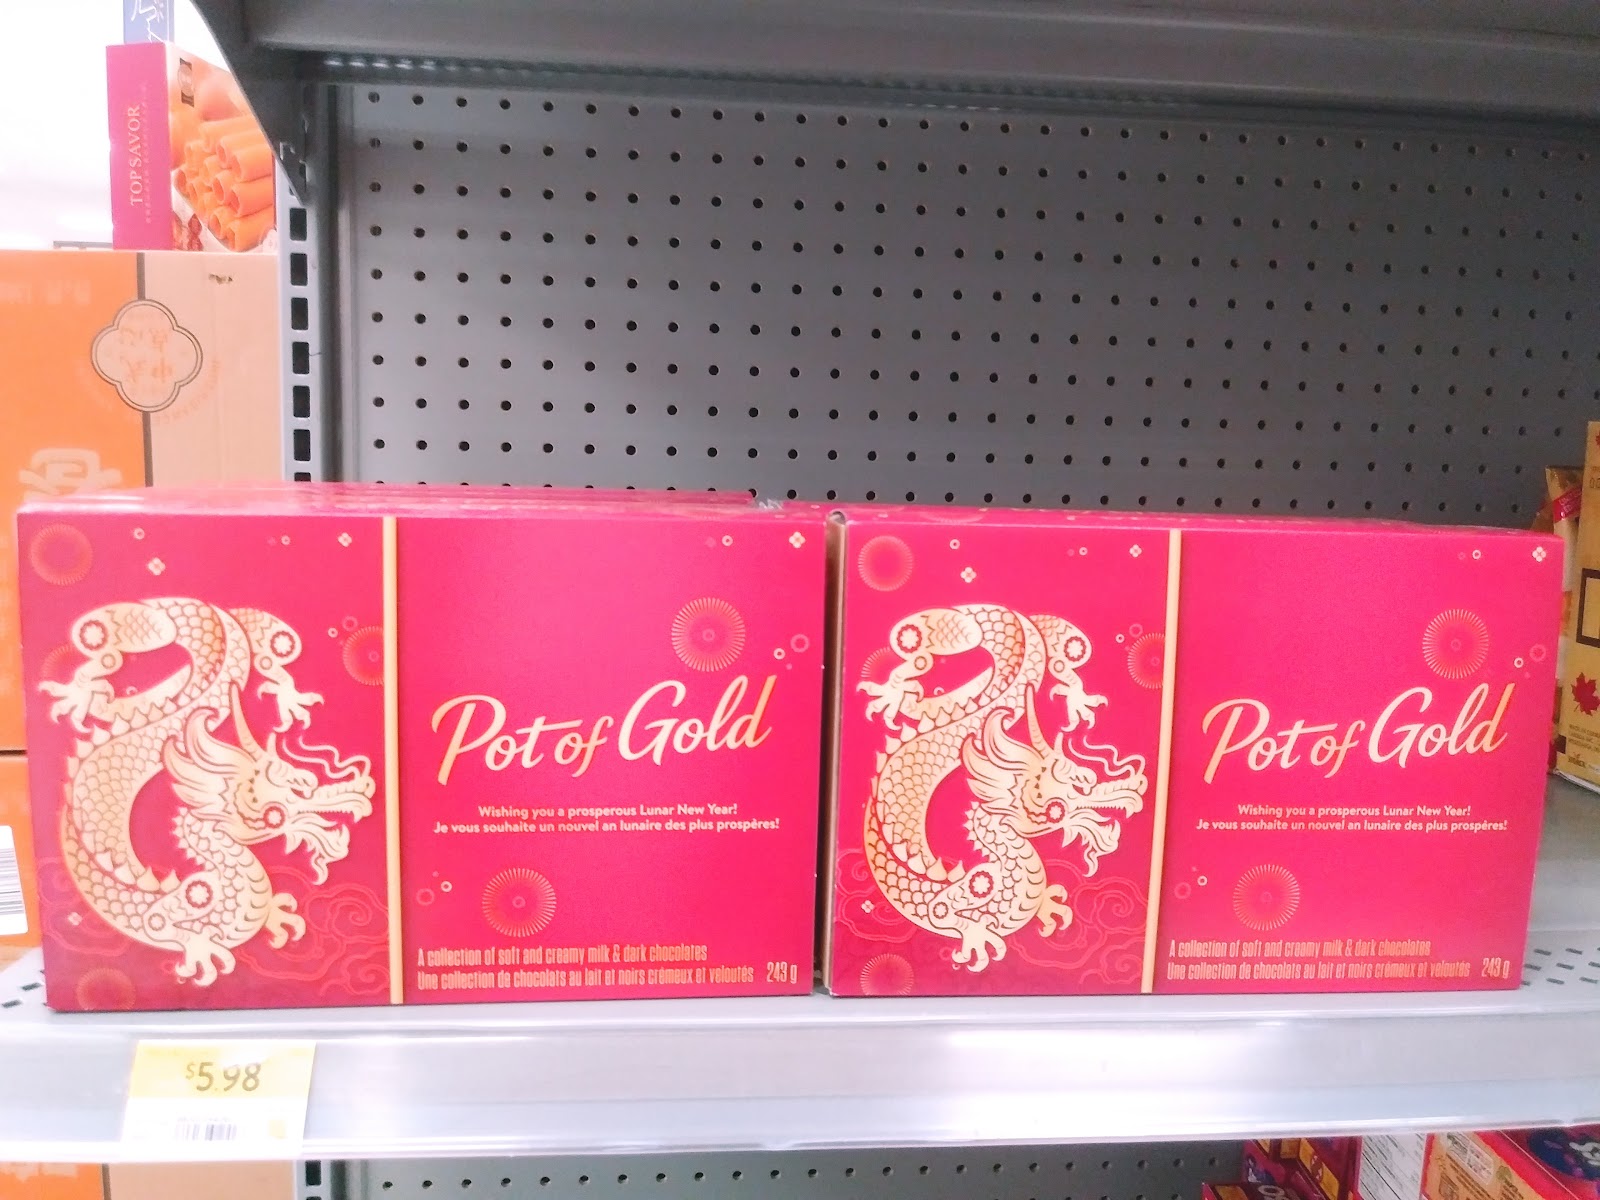 TOP SAVOR
Pot of Gold
Wishing you a prosperous Lunar New Year!
Je vous souhaite un nouvel an lunaire des plus prospères!
A collection of soft and creamy milk & dark chocolates
Une collection de chocolats au lait et noirs crémeux et veloutés 243 g
Pot of Gold
Wishing you a prosperous Lunar New Year!
Je vous souhaite un nouvel an lunaire des plus prospères!
A collection of soft and creamy milk & dark chocolates
Une collection de chocolats au lait et noirs crémeux et veloutés 243 g
$5.98